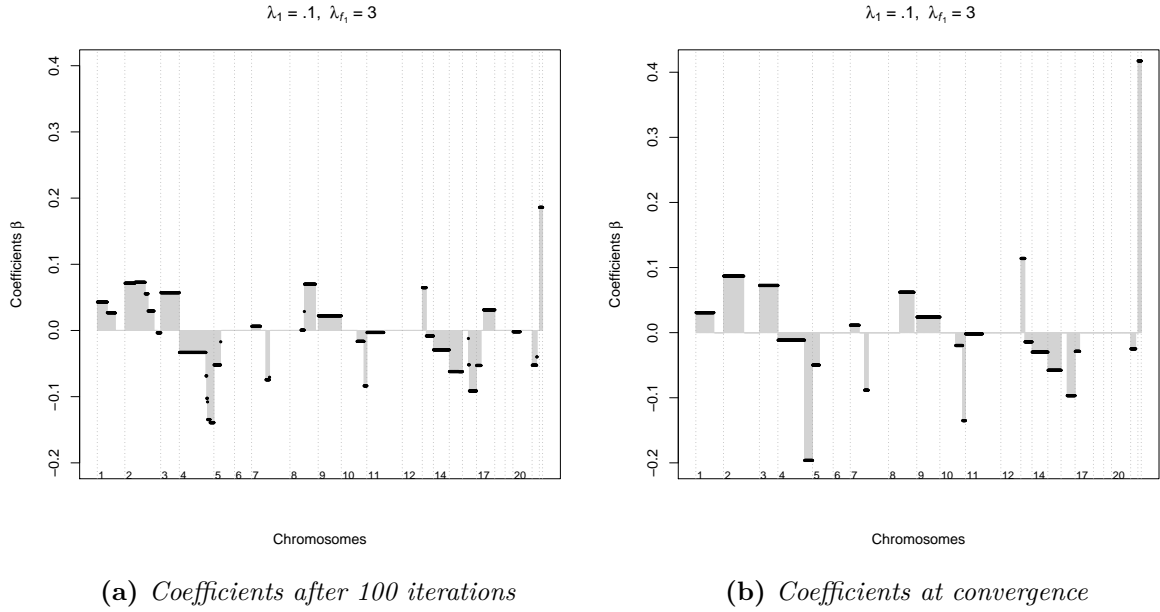 λ₁ = .1, λ_f₁ = 3
Coefficients β
0.4
0.3
0.2
0.1
0.0
−0.1
−0.2
1 2 3 4 5 6 7 8 9 10 11 12 14 17 20
Chromosomes
(a) Coefficients after 100 iterations
λ₁ = .1, λ_f₁ = 3
Coefficients β
0.4
0.3
0.2
0.1
0.0
−0.1
−0.2
1 2 3 4 5 6 7 8 9 10 11 12 14 17 20
Chromosomes
(b) Coefficients at convergence